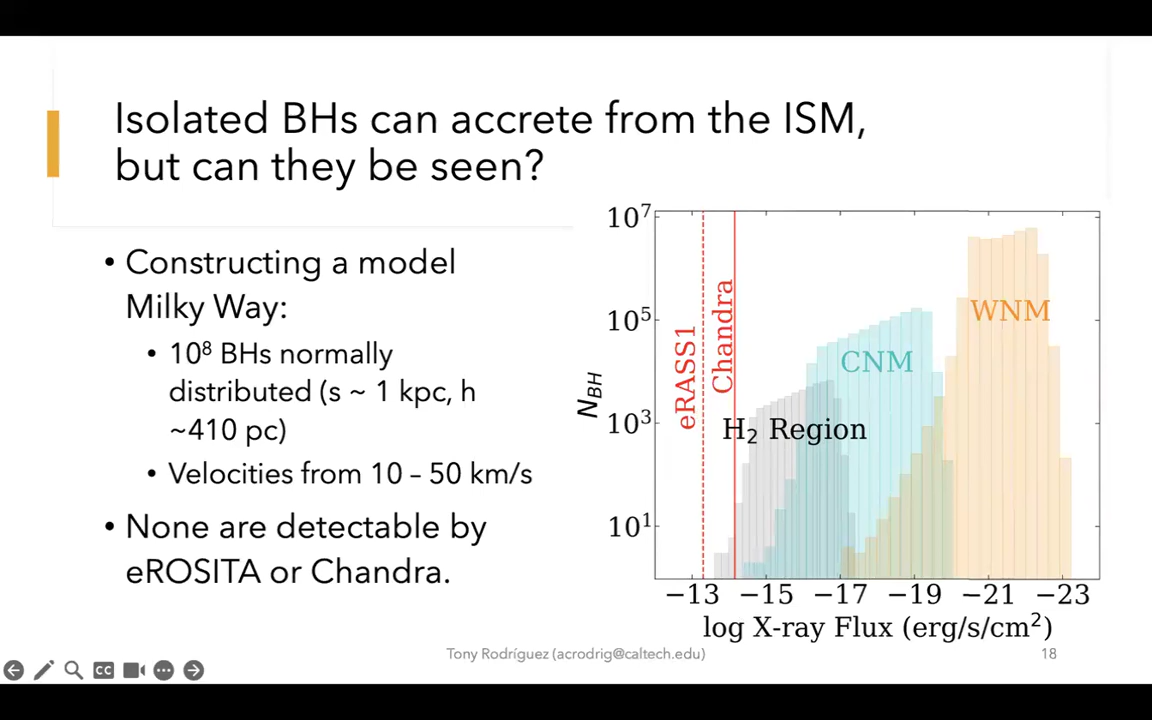 Isolated BHs can accrete from the ISM,
but can they be seen?
• Constructing a model
Milky Way:
• 10⁸ BHs normally
distributed (s ~ 1 kpc, h
~410 pc)
• Velocities from 10 – 50 km/s
• None are detectable by
eROSITA or Chandra.
10⁷
10⁵
10³
10¹
N_BH
eRASS1
Chandra
H₂ Region
CNM
WNM
−13 −15 −17 −19 −21 −23
log X-ray Flux (erg/s/cm²)
Tony Rodríguez (acrodrig@caltech.edu)
18
CC